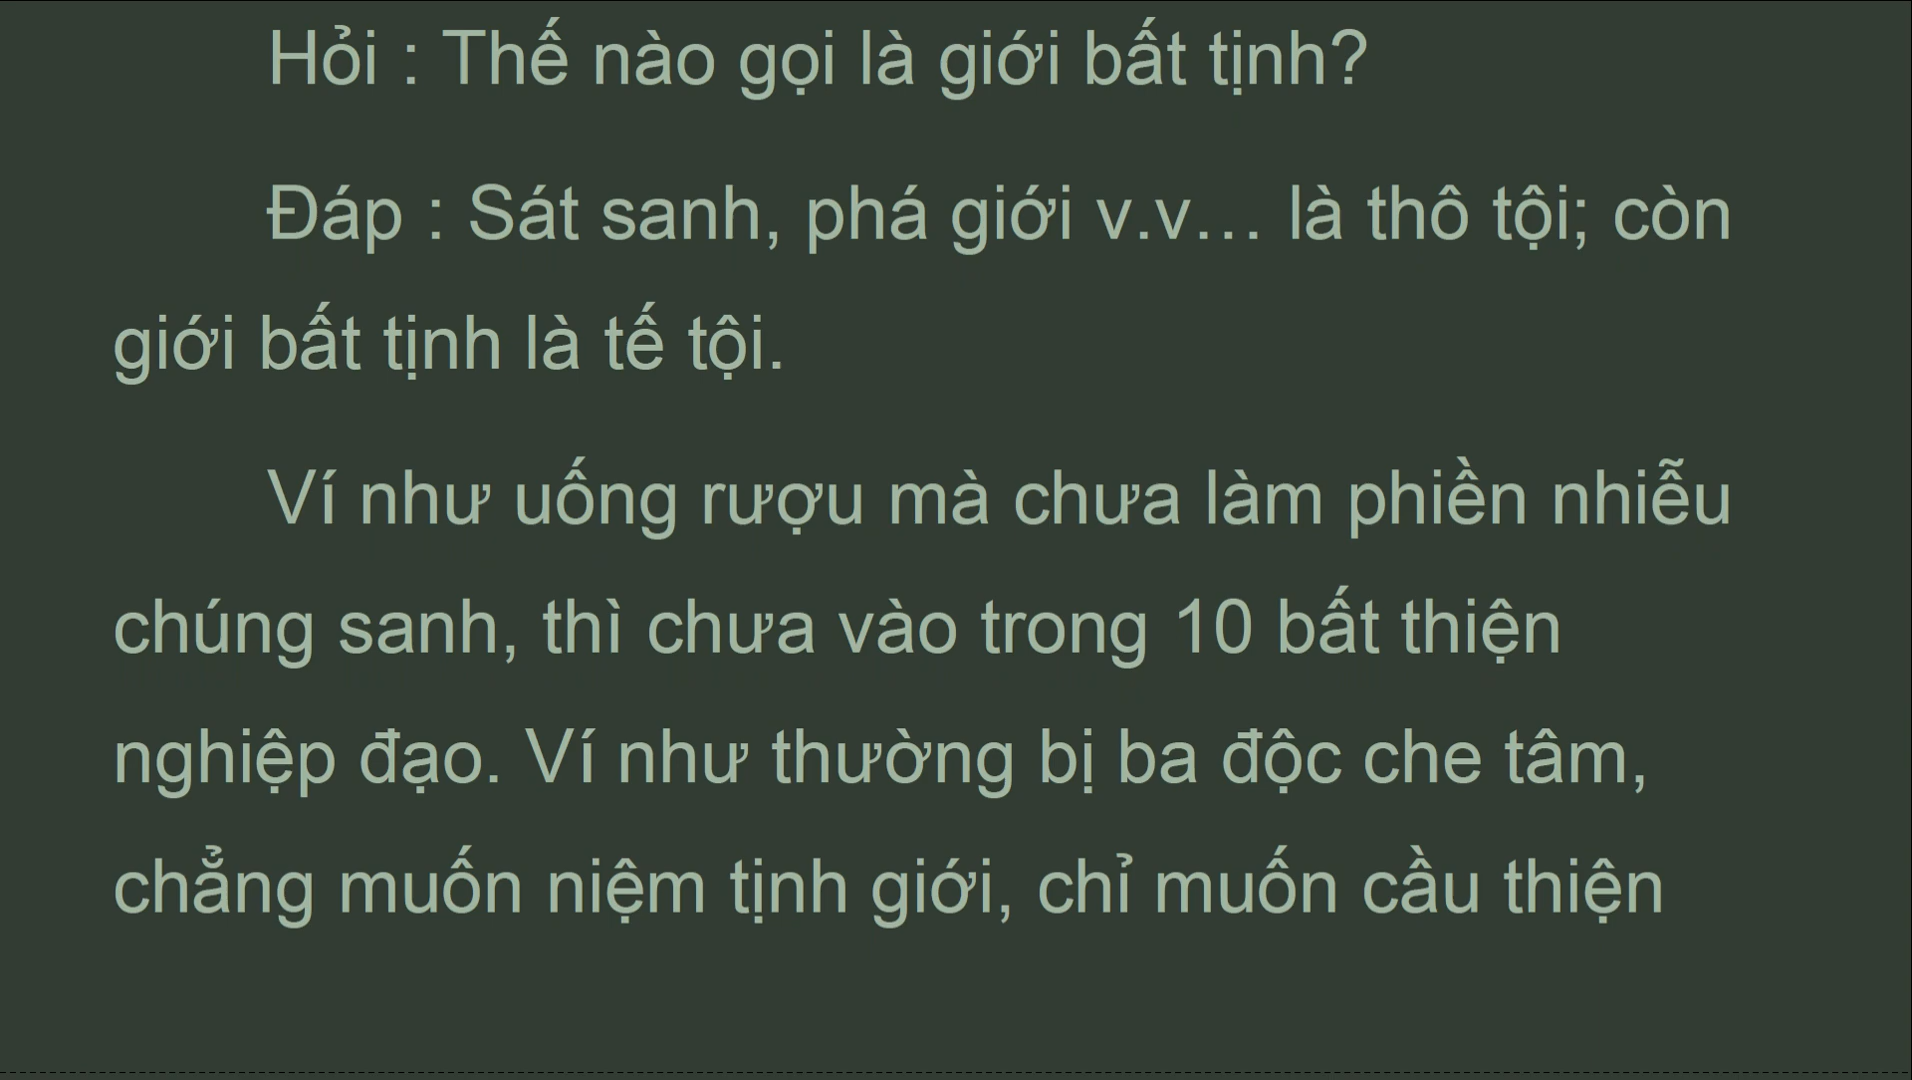 Hỏi : Thế nào gọi là giới bất tịnh?
Đáp : Sát sanh, phá giới v.v… là thô tội; còn
giới bất tịnh là tế tội.
Ví như uống rượu mà chưa làm phiền nhiễu
chúng sanh, thì chưa vào trong 10 bất thiện
nghiệp đạo. Ví như thường bị ba độc che tâm,
chẳng muốn niệm tịnh giới, chỉ muốn cầu thiện